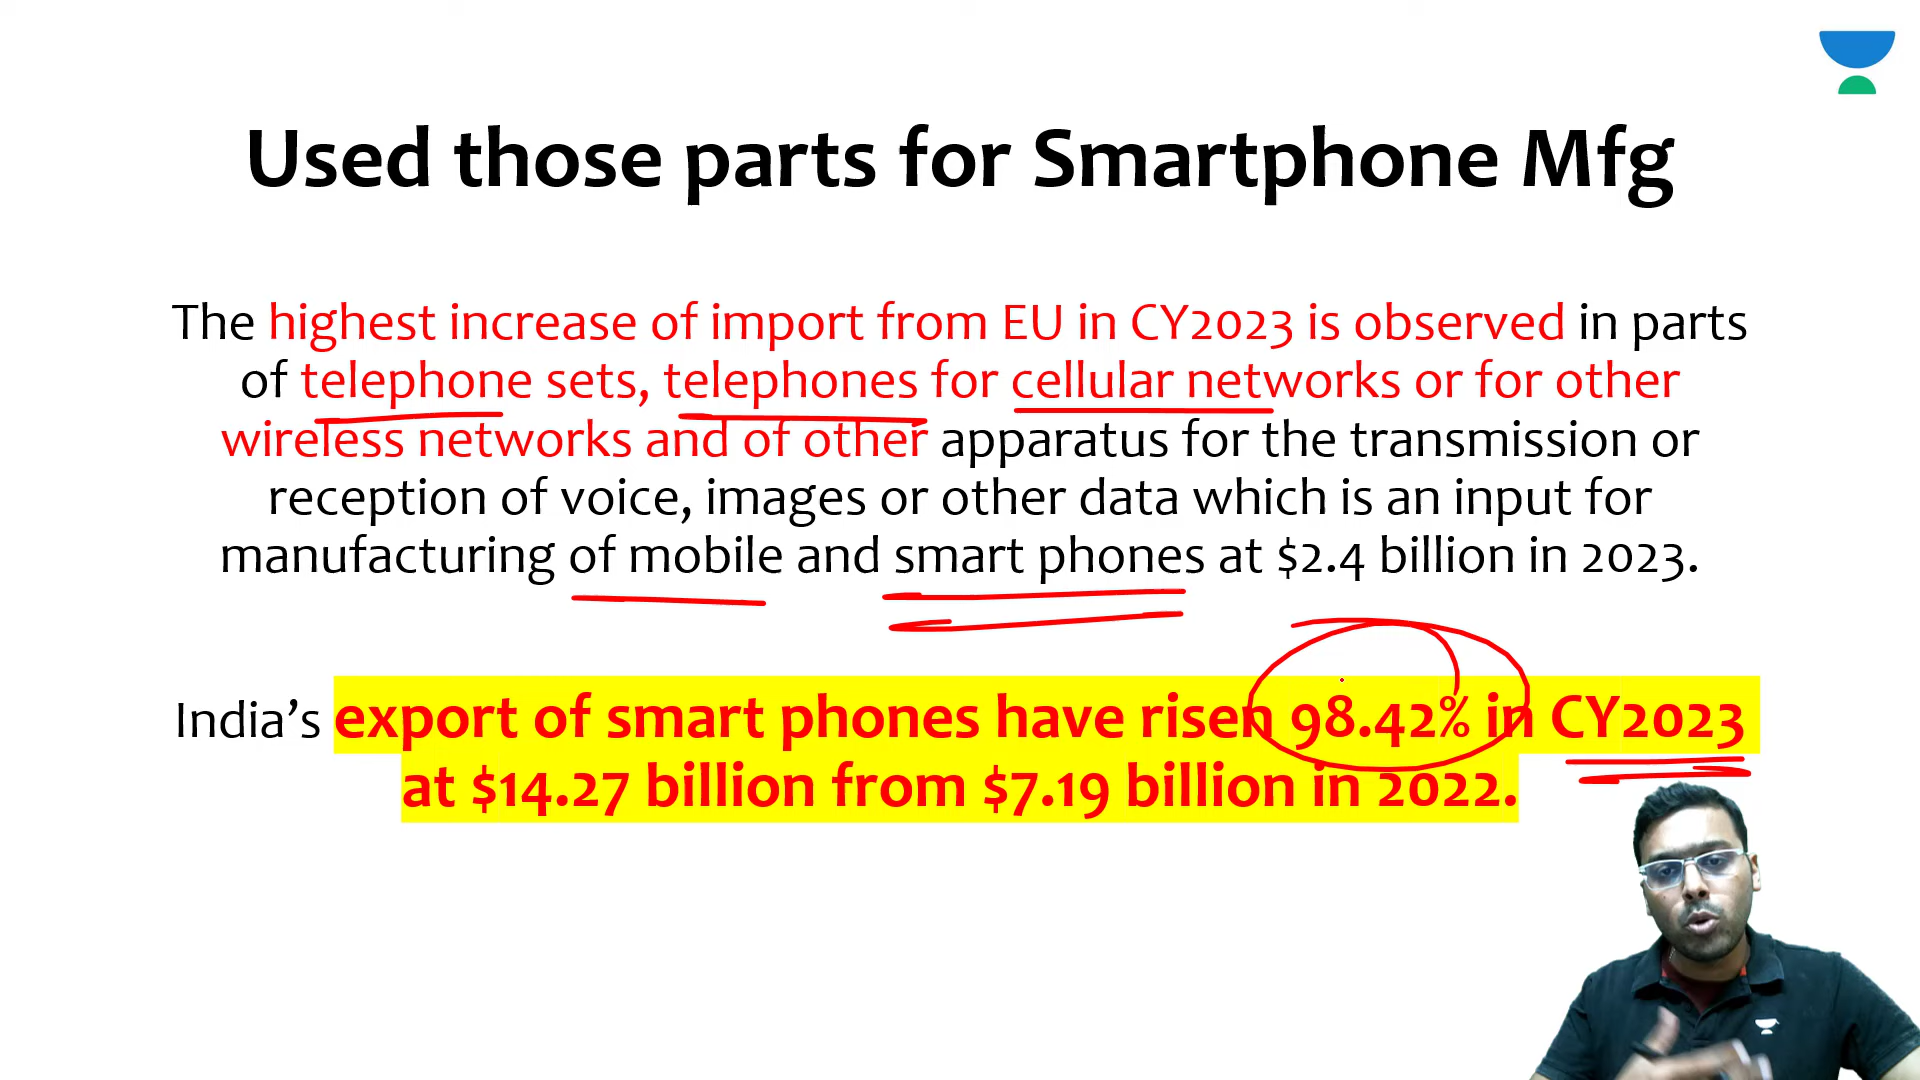 Used those parts for Smartphone Mfg
The highest increase of import from EU in CY2023 is observed in parts
of telephone sets, telephones for cellular networks or for other
wireless networks and of other apparatus for the transmission or
reception of voice, images or other data which is an input for
manufacturing of mobile and smart phones at $2.4 billion in 2023.
India’s export of smart phones have risen 98.42% in CY2023
at $14.27 billion from $7.19 billion in 2022.